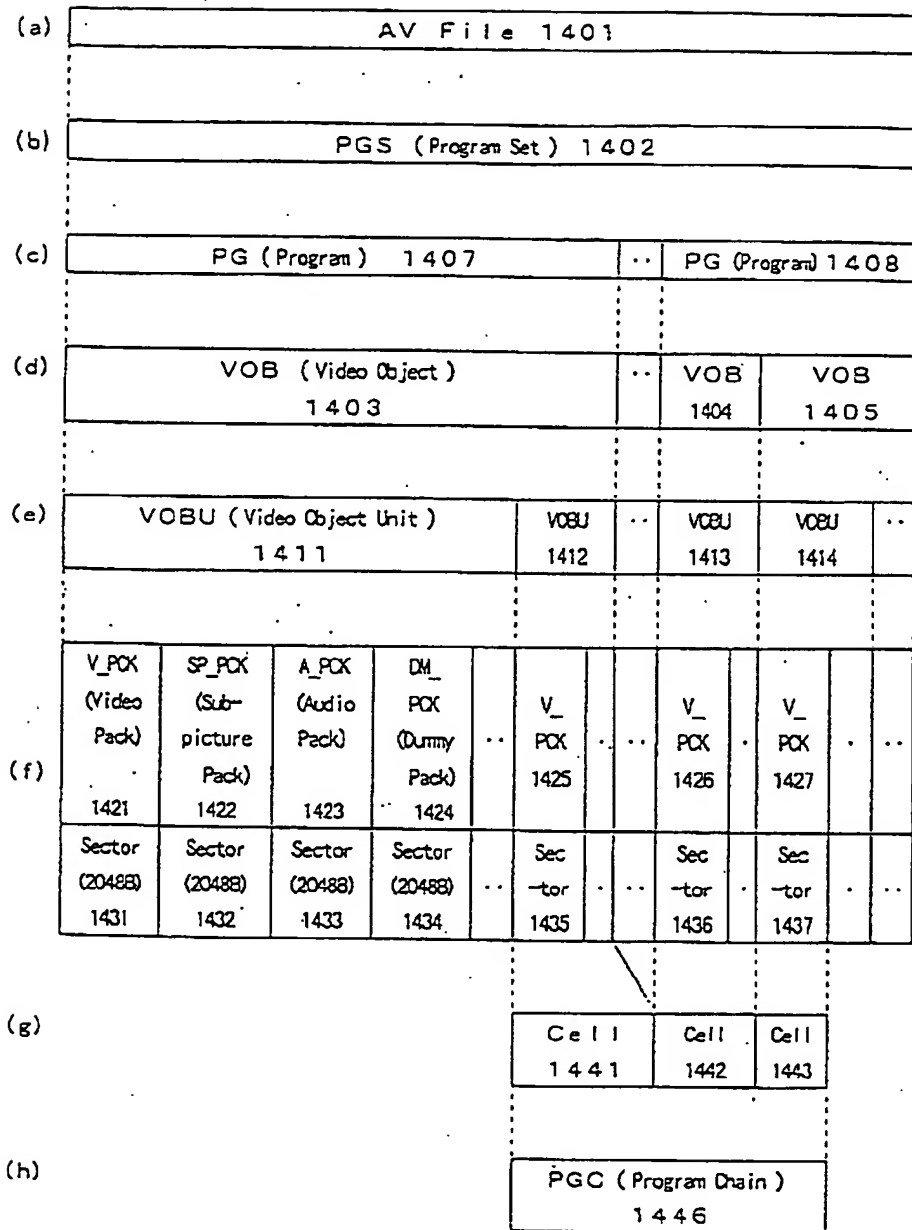 (a) AV File 1401
(b) PGS (Program Set) 1402
(c) PG (Program) 1407 ‥ PG (Program) 1408
(d) VOB (Video Object) ‥ VOB VOB
1403 1404 1405
(e) VOBU (Video Object Unit) VOBU ‥ VOBU VOBU ‥
1411 1412 1413 1414
V_PCK SP_PCK A_PCK DM_
(Video (Sub- (Audio PCK V_ V_ V_
Pack) picture Pack) (Dummy ‥ PCK · ‥ PCK · PCK · ‥
(f) Pack) Pack) 1425 1426 1427
1421 1422 1423 1424
Sector Sector Sector Sector Sec Sec Sec
(2048B) (2048B) (2048B) (2048B) ‥ -tor · ‥ -tor · -tor · ‥
1431 1432 1433 1434 1435 1436 1437
(g) Cell Cell Cell
1441 1442 1443
(h) PGC (Program Chain)
1446